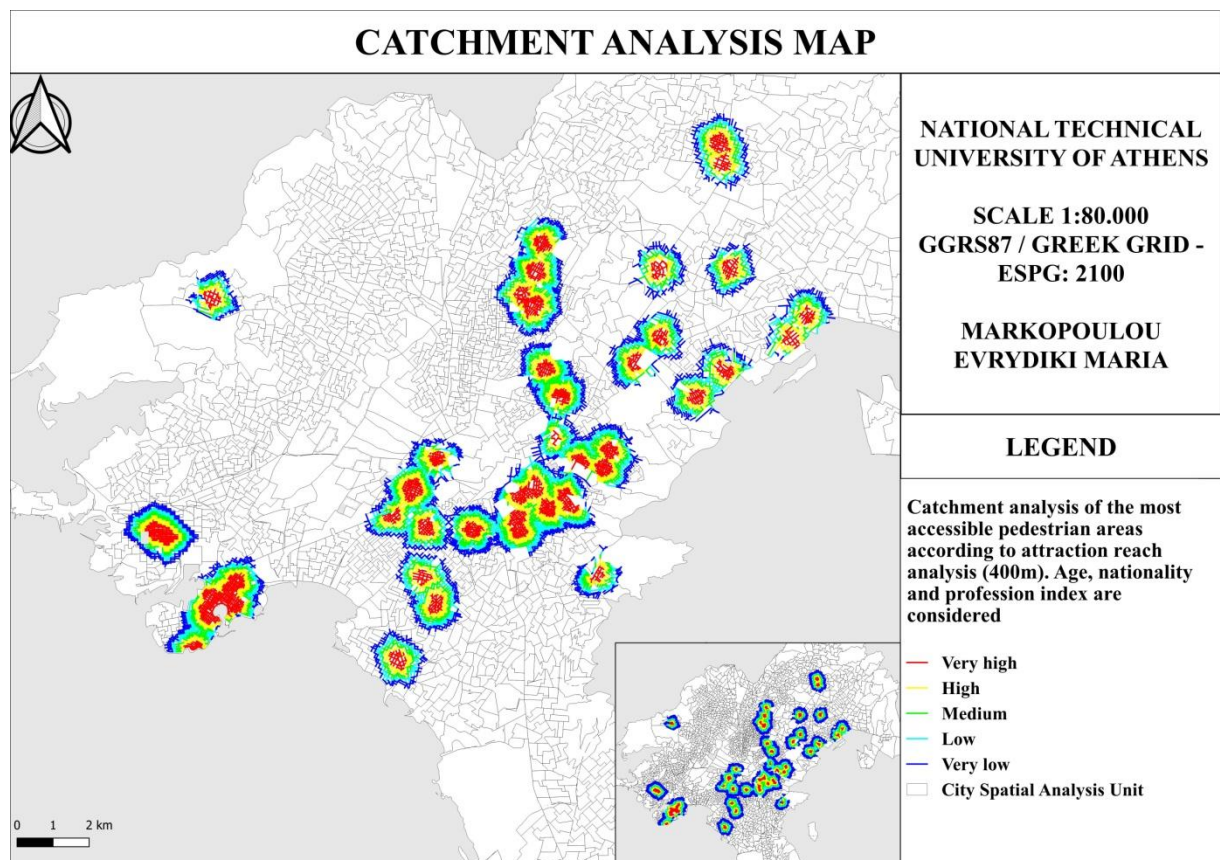 CATCHMENT ANALYSIS MAP
NATIONAL TECHNICAL
UNIVERSITY OF ATHENS
SCALE 1:80.000
GGRS87 / GREEK GRID -
ESPG: 2100
MARKOPOULOU
EVRYDIKI MARIA
LEGEND
Catchment analysis of the most
accessible pedestrian areas
according to attraction reach
analysis (400m). Age, nationality
and profession index are
considered
Very high
High
Medium
Low
Very low
City Spatial Analysis Unit
0 1 2 km